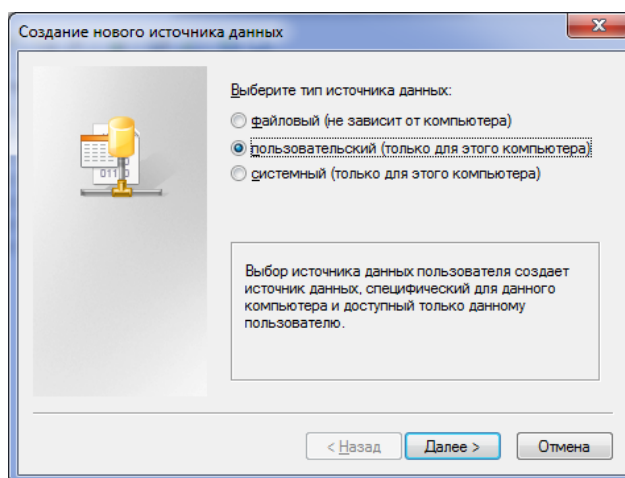 Создание нового источника данных
Выберите тип источника данных:
файловый (не зависит от компьютера)
пользовательский (только для этого компьютера)
системный (только для этого компьютера)
0110
Выбор источника данных пользователя создает
источник данных, специфический для данного
компьютера и доступный только данному
пользователю.
< Назад
Далее >
Отмена